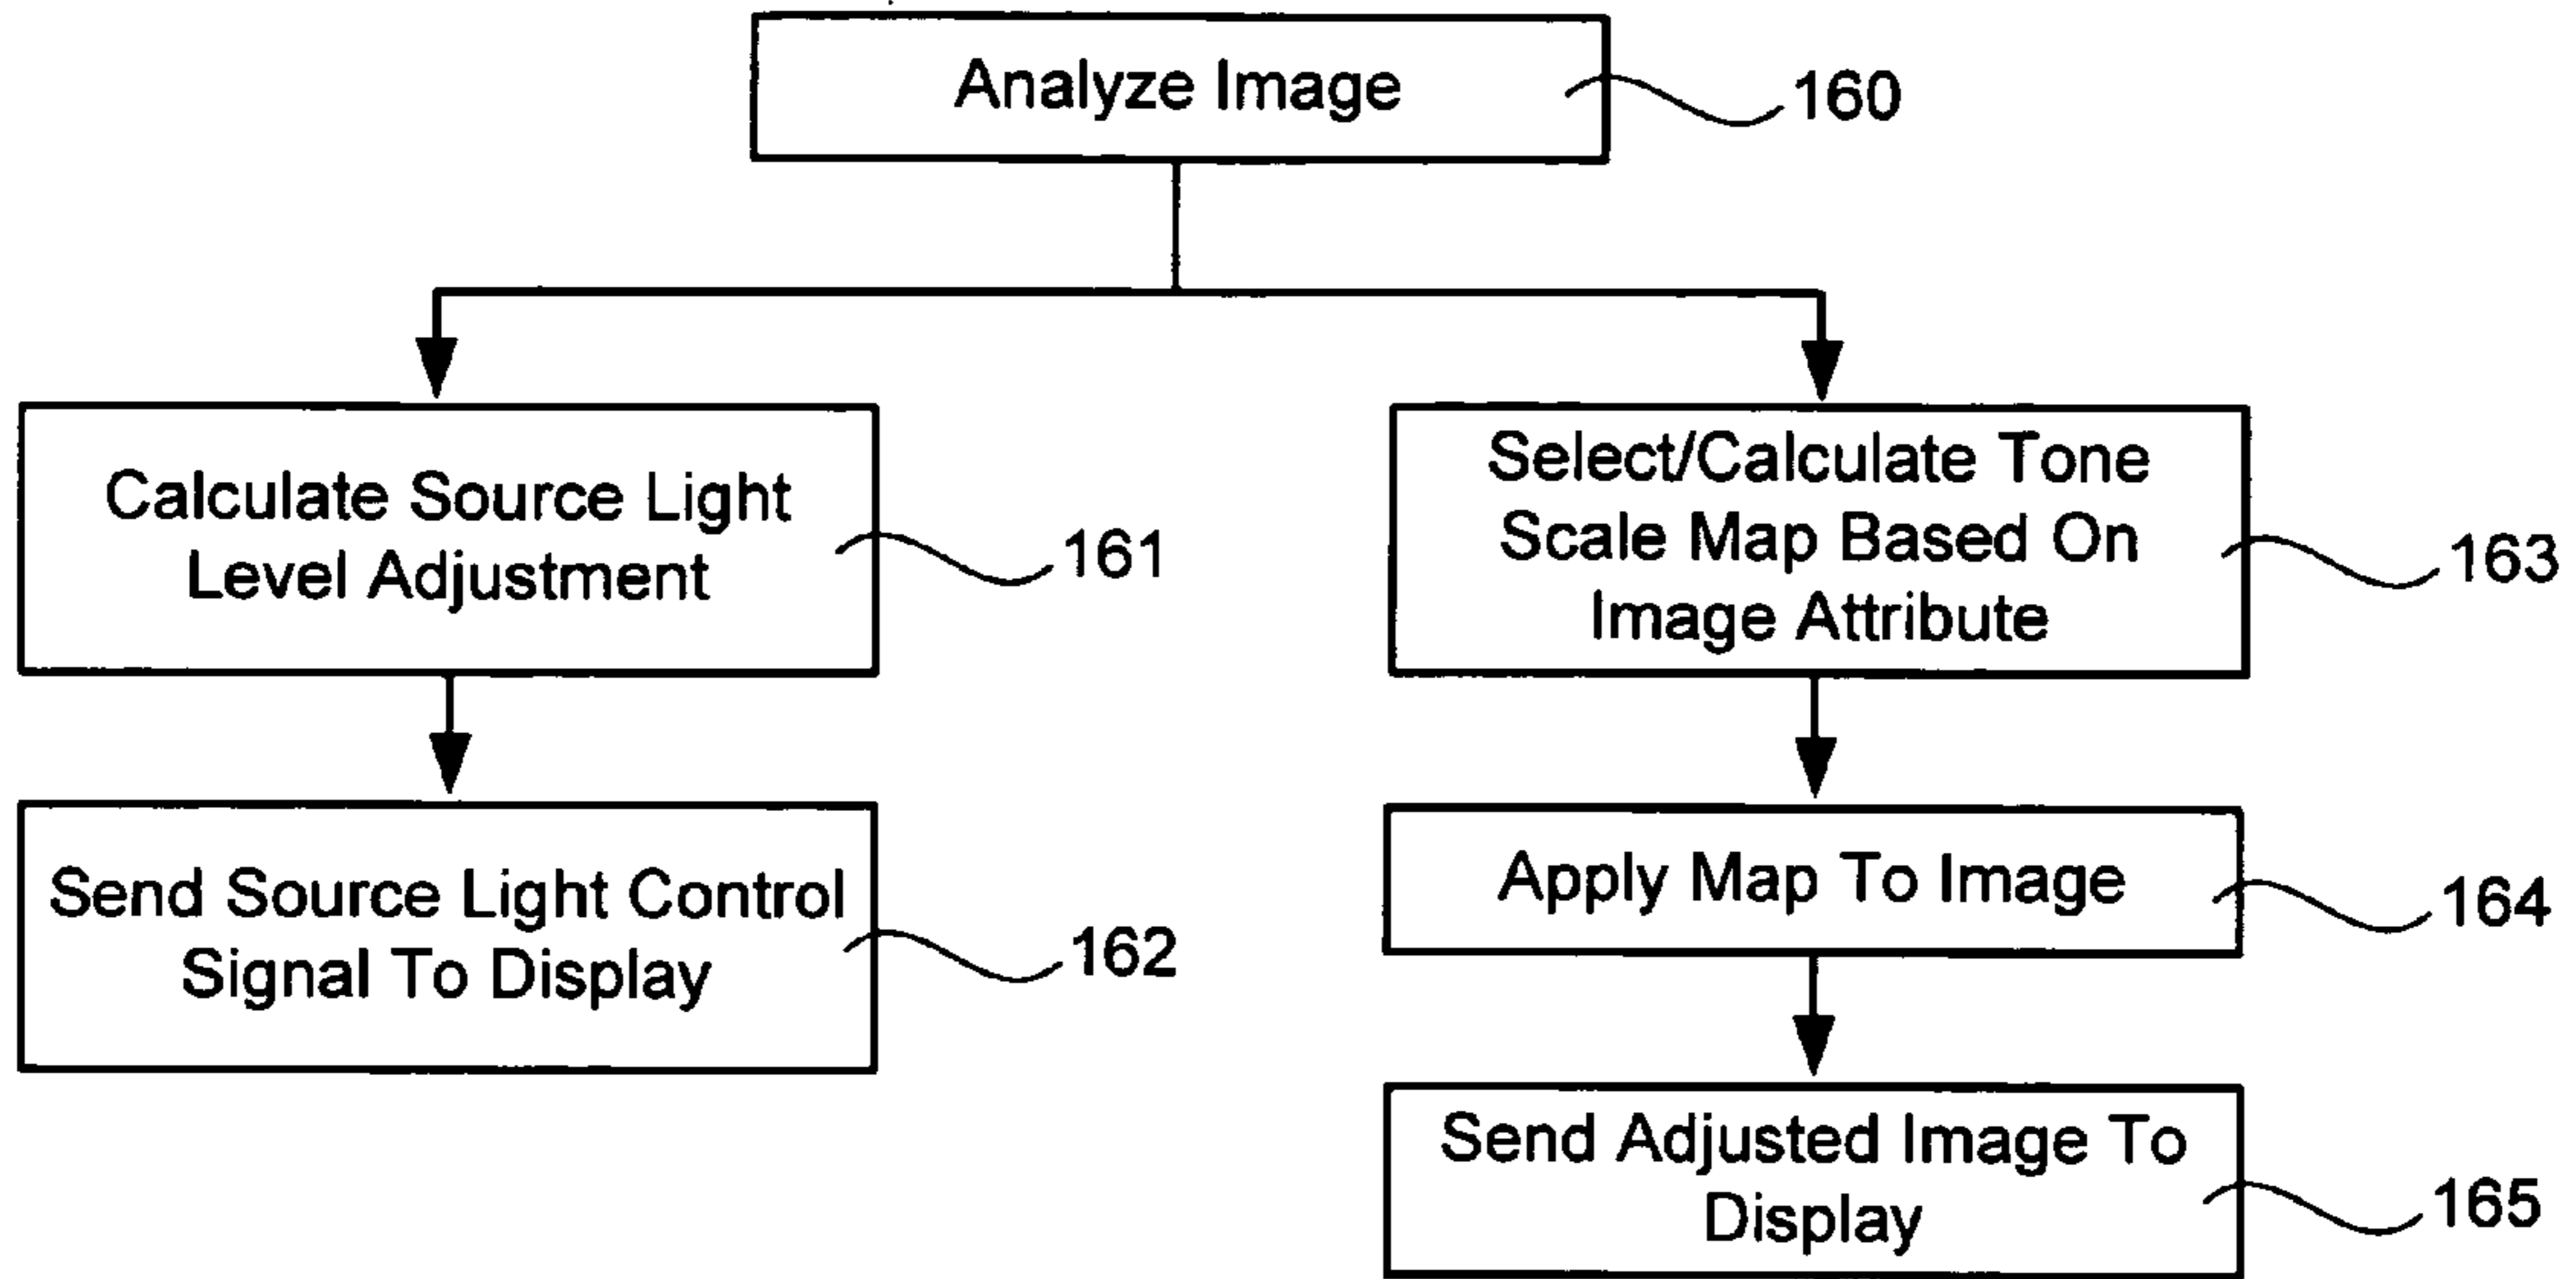 Analyze Image
160
Calculate Source Light
Level Adjustment
161
Select/Calculate Tone
Scale Map Based On
Image Attribute
163
Send Source Light Control
Signal To Display
162
Apply Map To Image
164
Send Adjusted Image To
Display
165